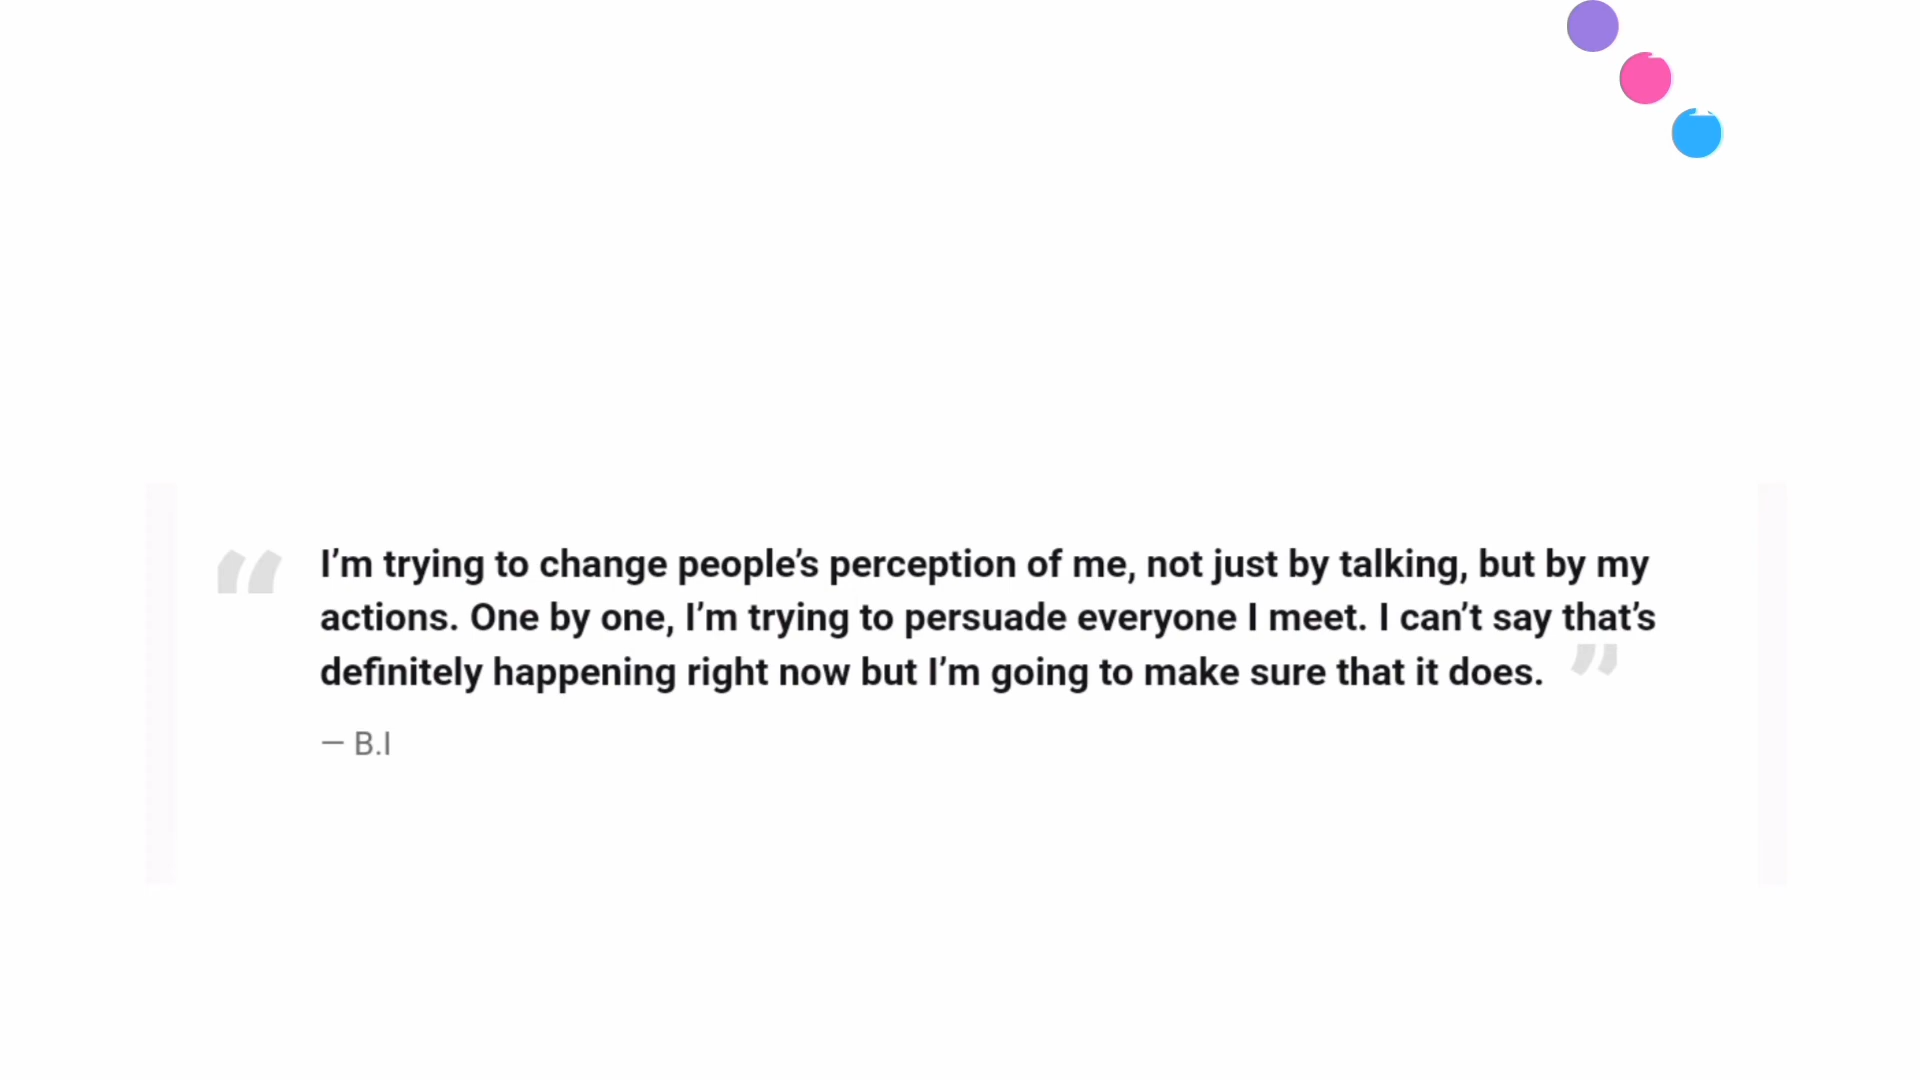 “ I’m trying to change people’s perception of me, not just by talking, but by my
actions. One by one, I’m trying to persuade everyone I meet. I can’t say that’s
definitely happening right now but I’m going to make sure that it does. ”
— B.I